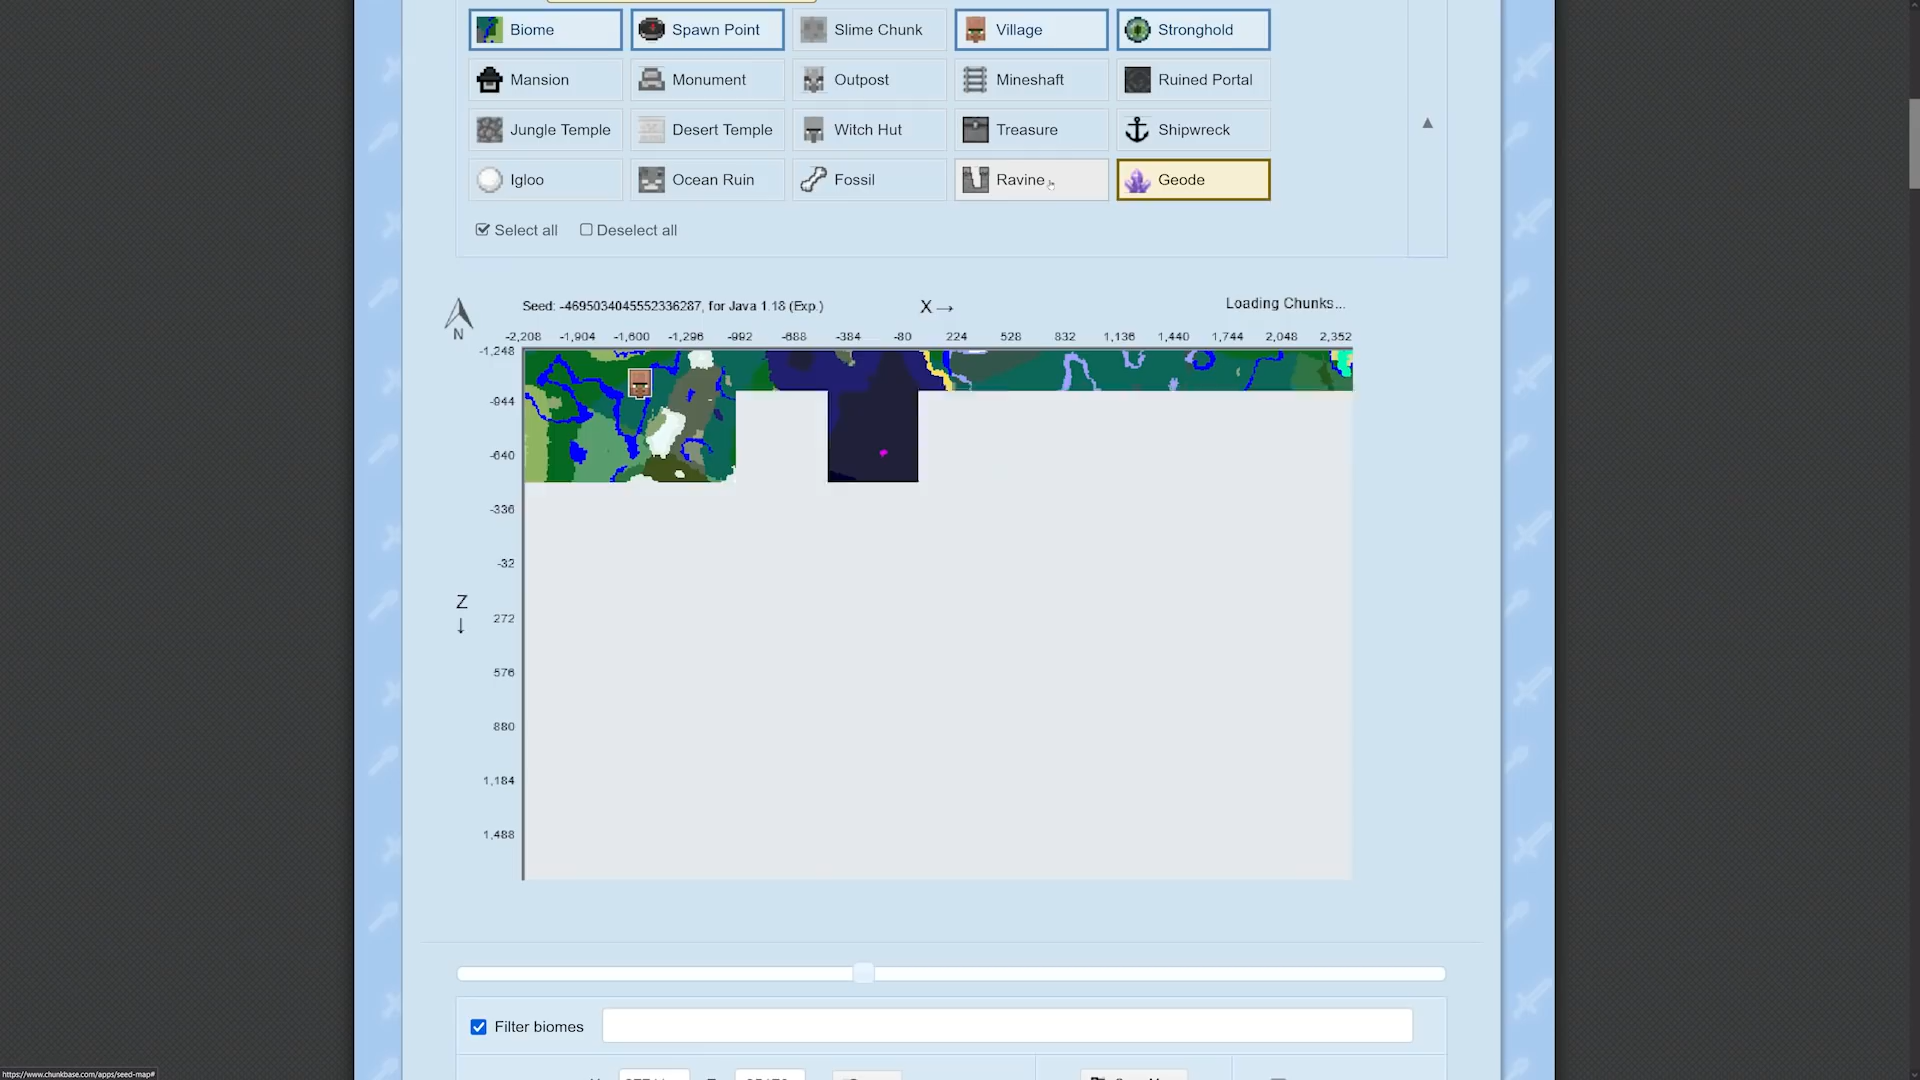 Biome Spawn Point Slime Chunk Village Stronghold
Mansion Monument Outpost Mineshaft Ruined Portal
Jungle Temple Desert Temple Witch Hut Treasure Shipwreck
Igloo Ocean Ruin Fossil Ravine Geode
▲
Select all Deselect all
Seed: -4695034045552336287, for Java 1.18 (Exp.) X→ Loading Chunks...
N
-2,208 -1,904 -1,600 -1,296 -992 -688 -384 -80 224 528 832 1,136 1,440 1,744 2,048 2,352
-1,248
-944
-640
-336
-32
Z
↓
272
576
880
1,184
1,488
Filter biomes
https://www.chunkbase.com/apps/seed-map#